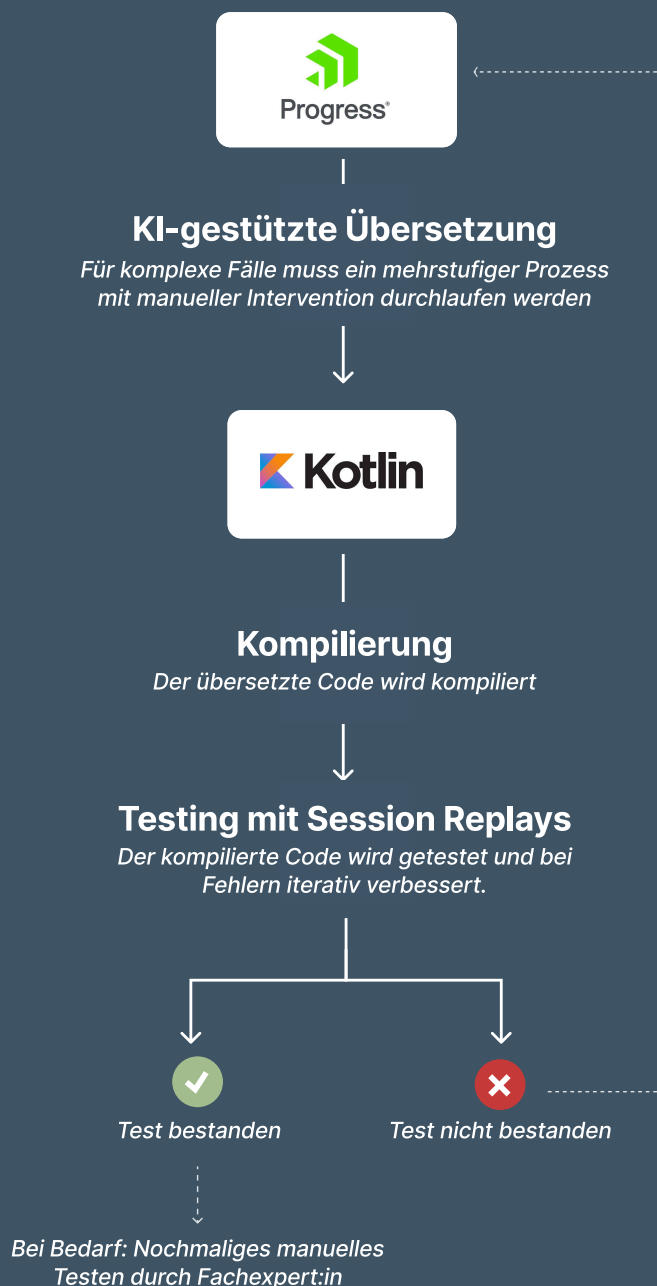 Progress®
KI-gestützte Übersetzung
Für komplexe Fälle muss ein mehrstufiger Prozess
mit manueller Intervention durchlaufen werden
Kotlin
Kompilierung
Der übersetzte Code wird kompiliert
Testing mit Session Replays
Der kompilierte Code wird getestet und bei
Fehlern iterativ verbessert.
Test bestanden
Test nicht bestanden
Bei Bedarf: Nochmaliges manuelles
Testen durch Fachexpert:in